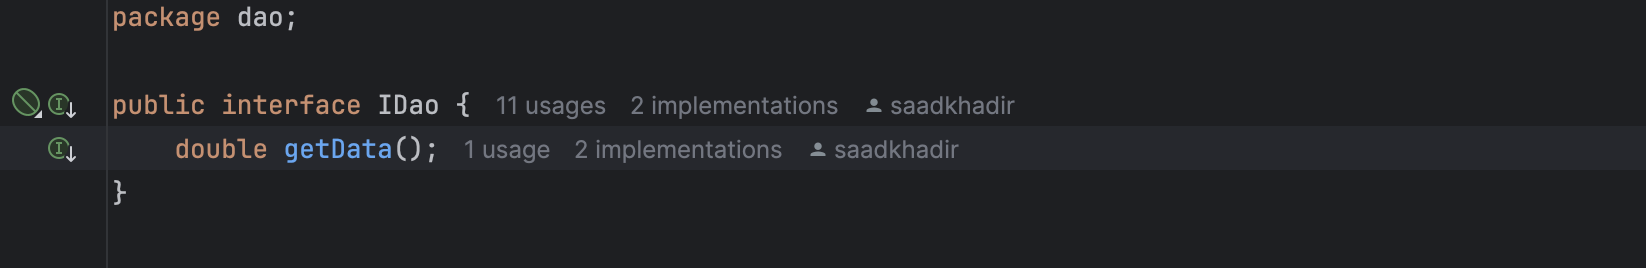 package dao;
public interface IDao { 11 usages 2 implementations saadkhadir
double getData(); 1 usage 2 implementations saadkhadir
}